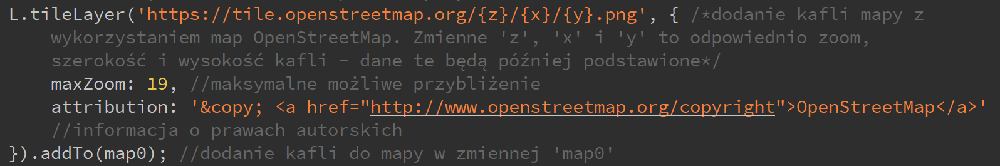 L.tileLayer('https://tile.openstreetmap.org/{z}/{x}/{y}.png', { /*dodanie kafli mapy z
wykorzystaniem map OpenStreetMap. Zmienne 'z', 'x' i 'y' to odpowiednio zoom,
szerokość i wysokość kafli - dane te będą później podstawione*/
maxZoom: 19, //maksymalne możliwe przybliżenie
attribution: '&copy; <a href="http://www.openstreetmap.org/copyright">OpenStreetMap</a>'
//informacja o prawach autorskich
}).addTo(map0); //dodanie kafli do mapy w zmiennej 'map0'